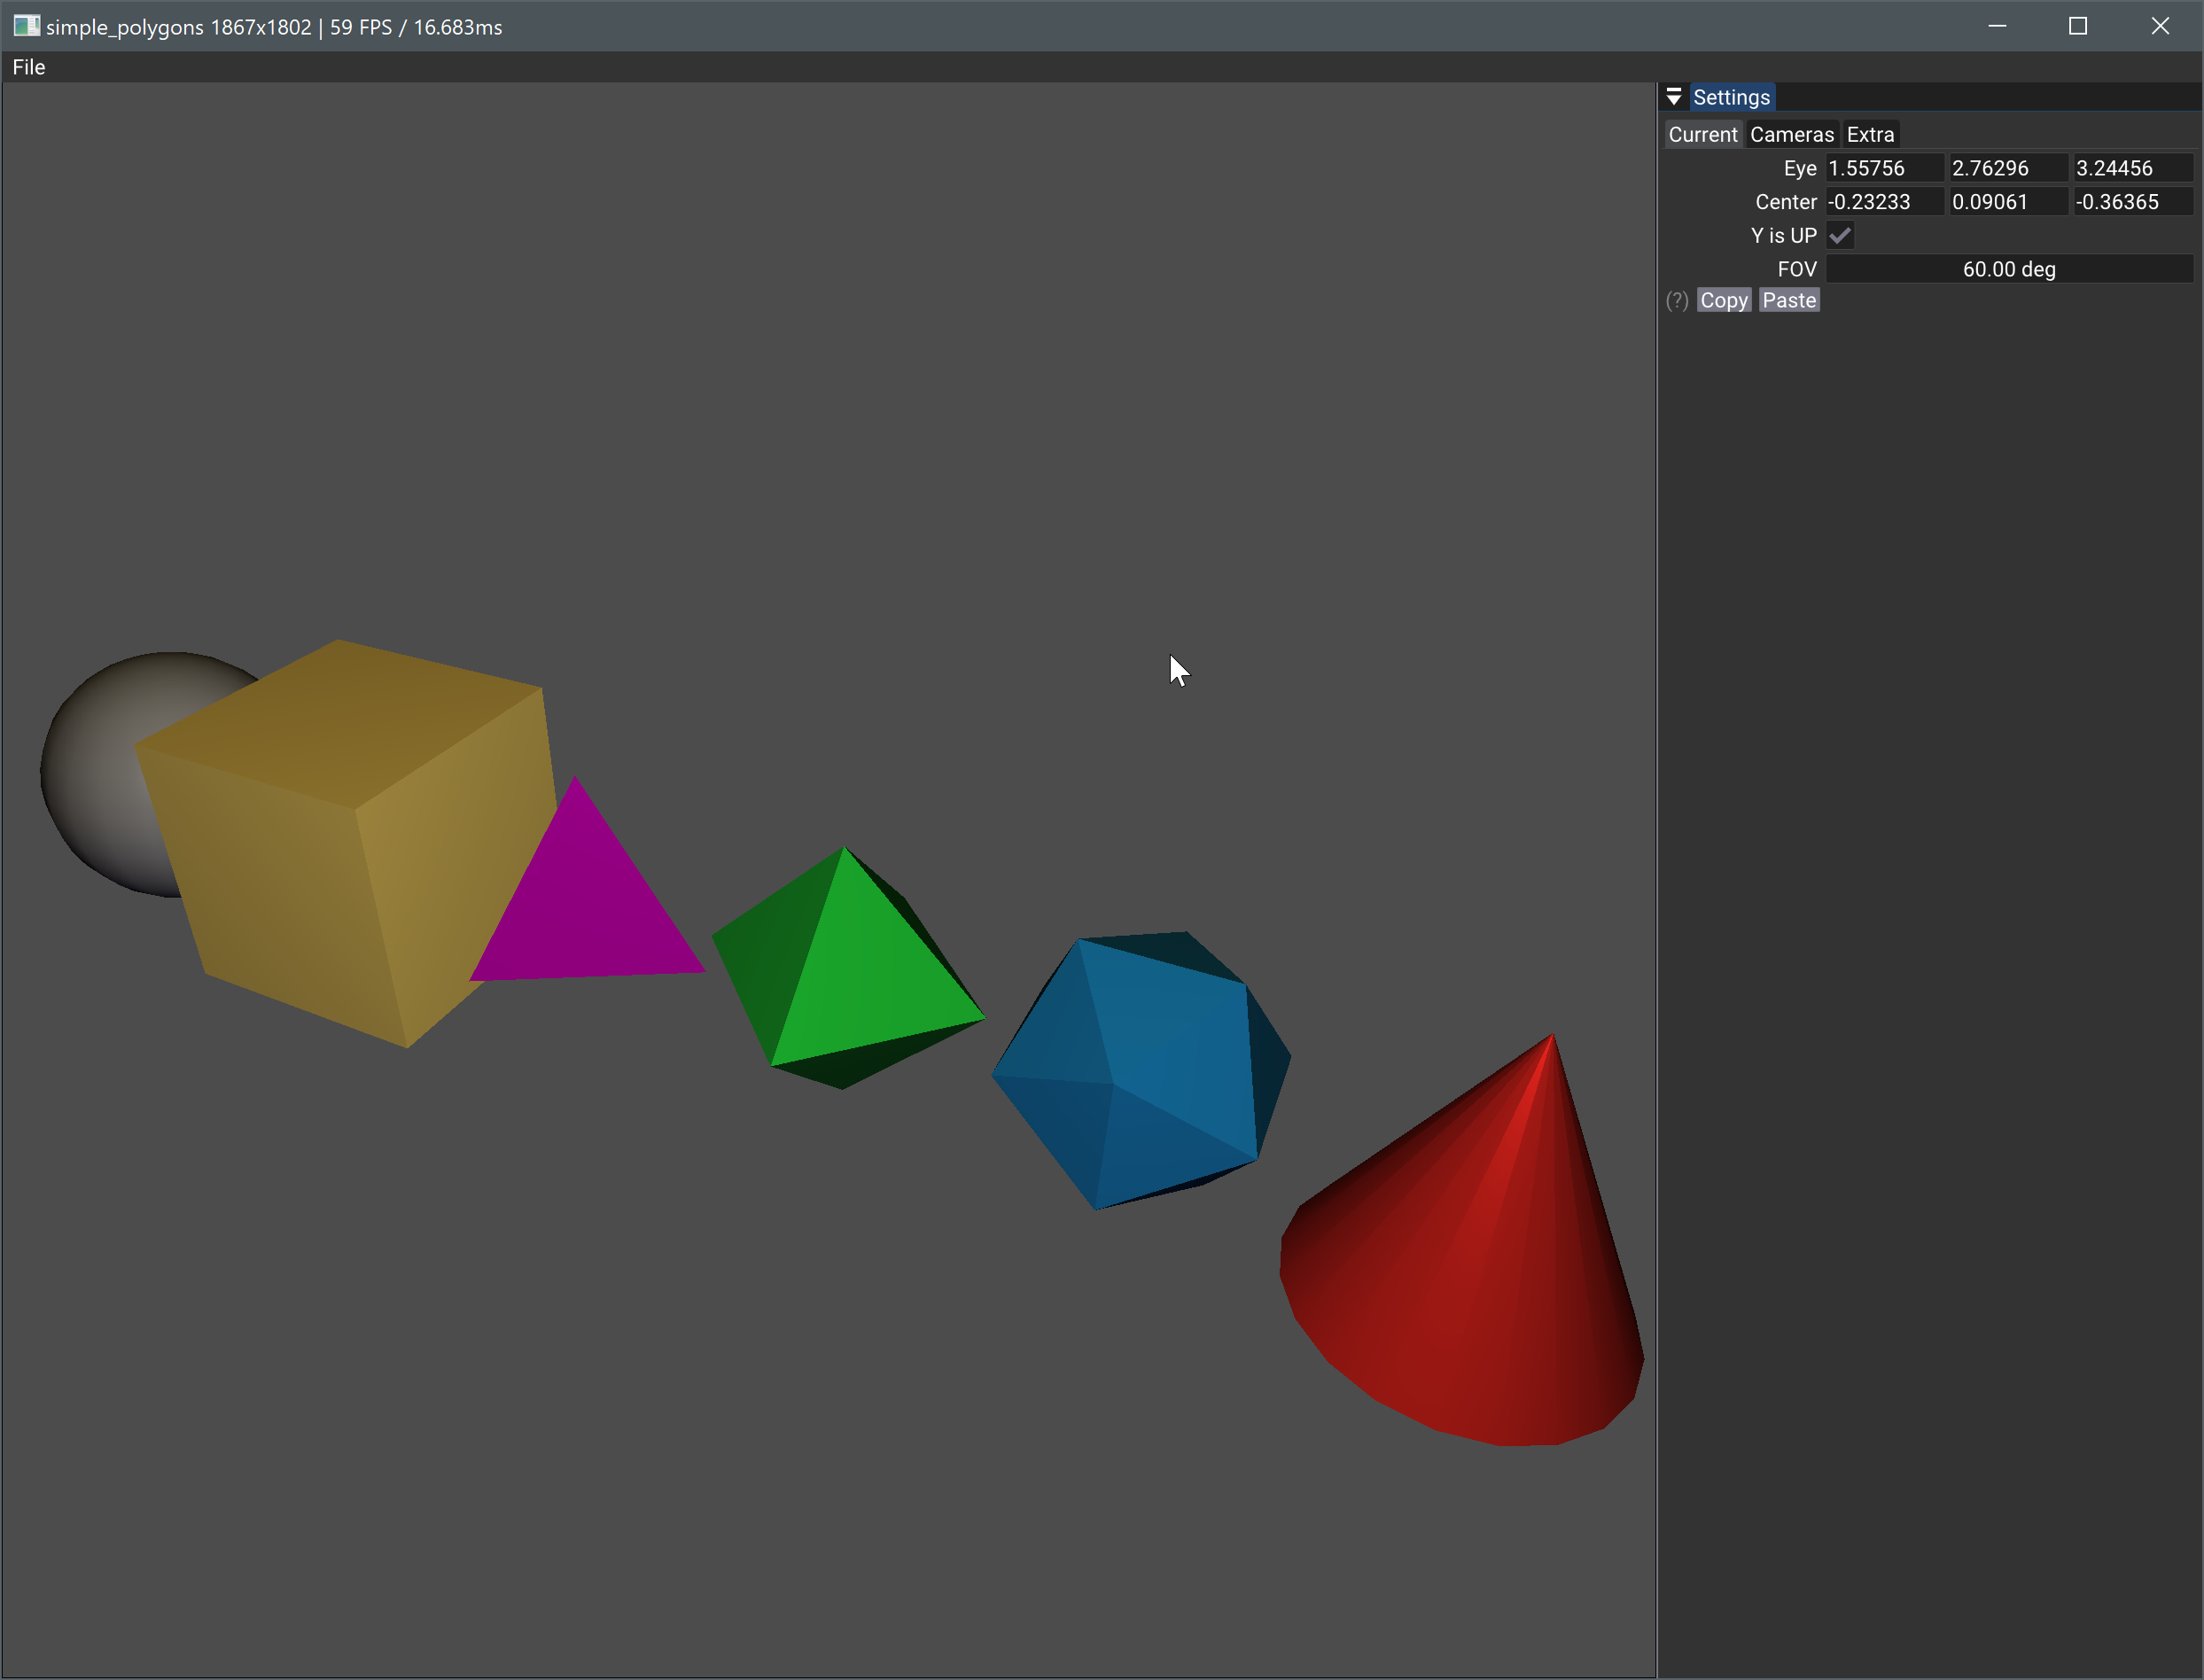 simple_polygons 1867x1802 | 59 FPS / 16.683ms
File
Settings
Current Cameras Extra
Eye 1.55756 2.76296 3.24456
Center -0.23233 0.09061 -0.36365
Y is UP
FOV 60.00 deg
(?) Copy Paste